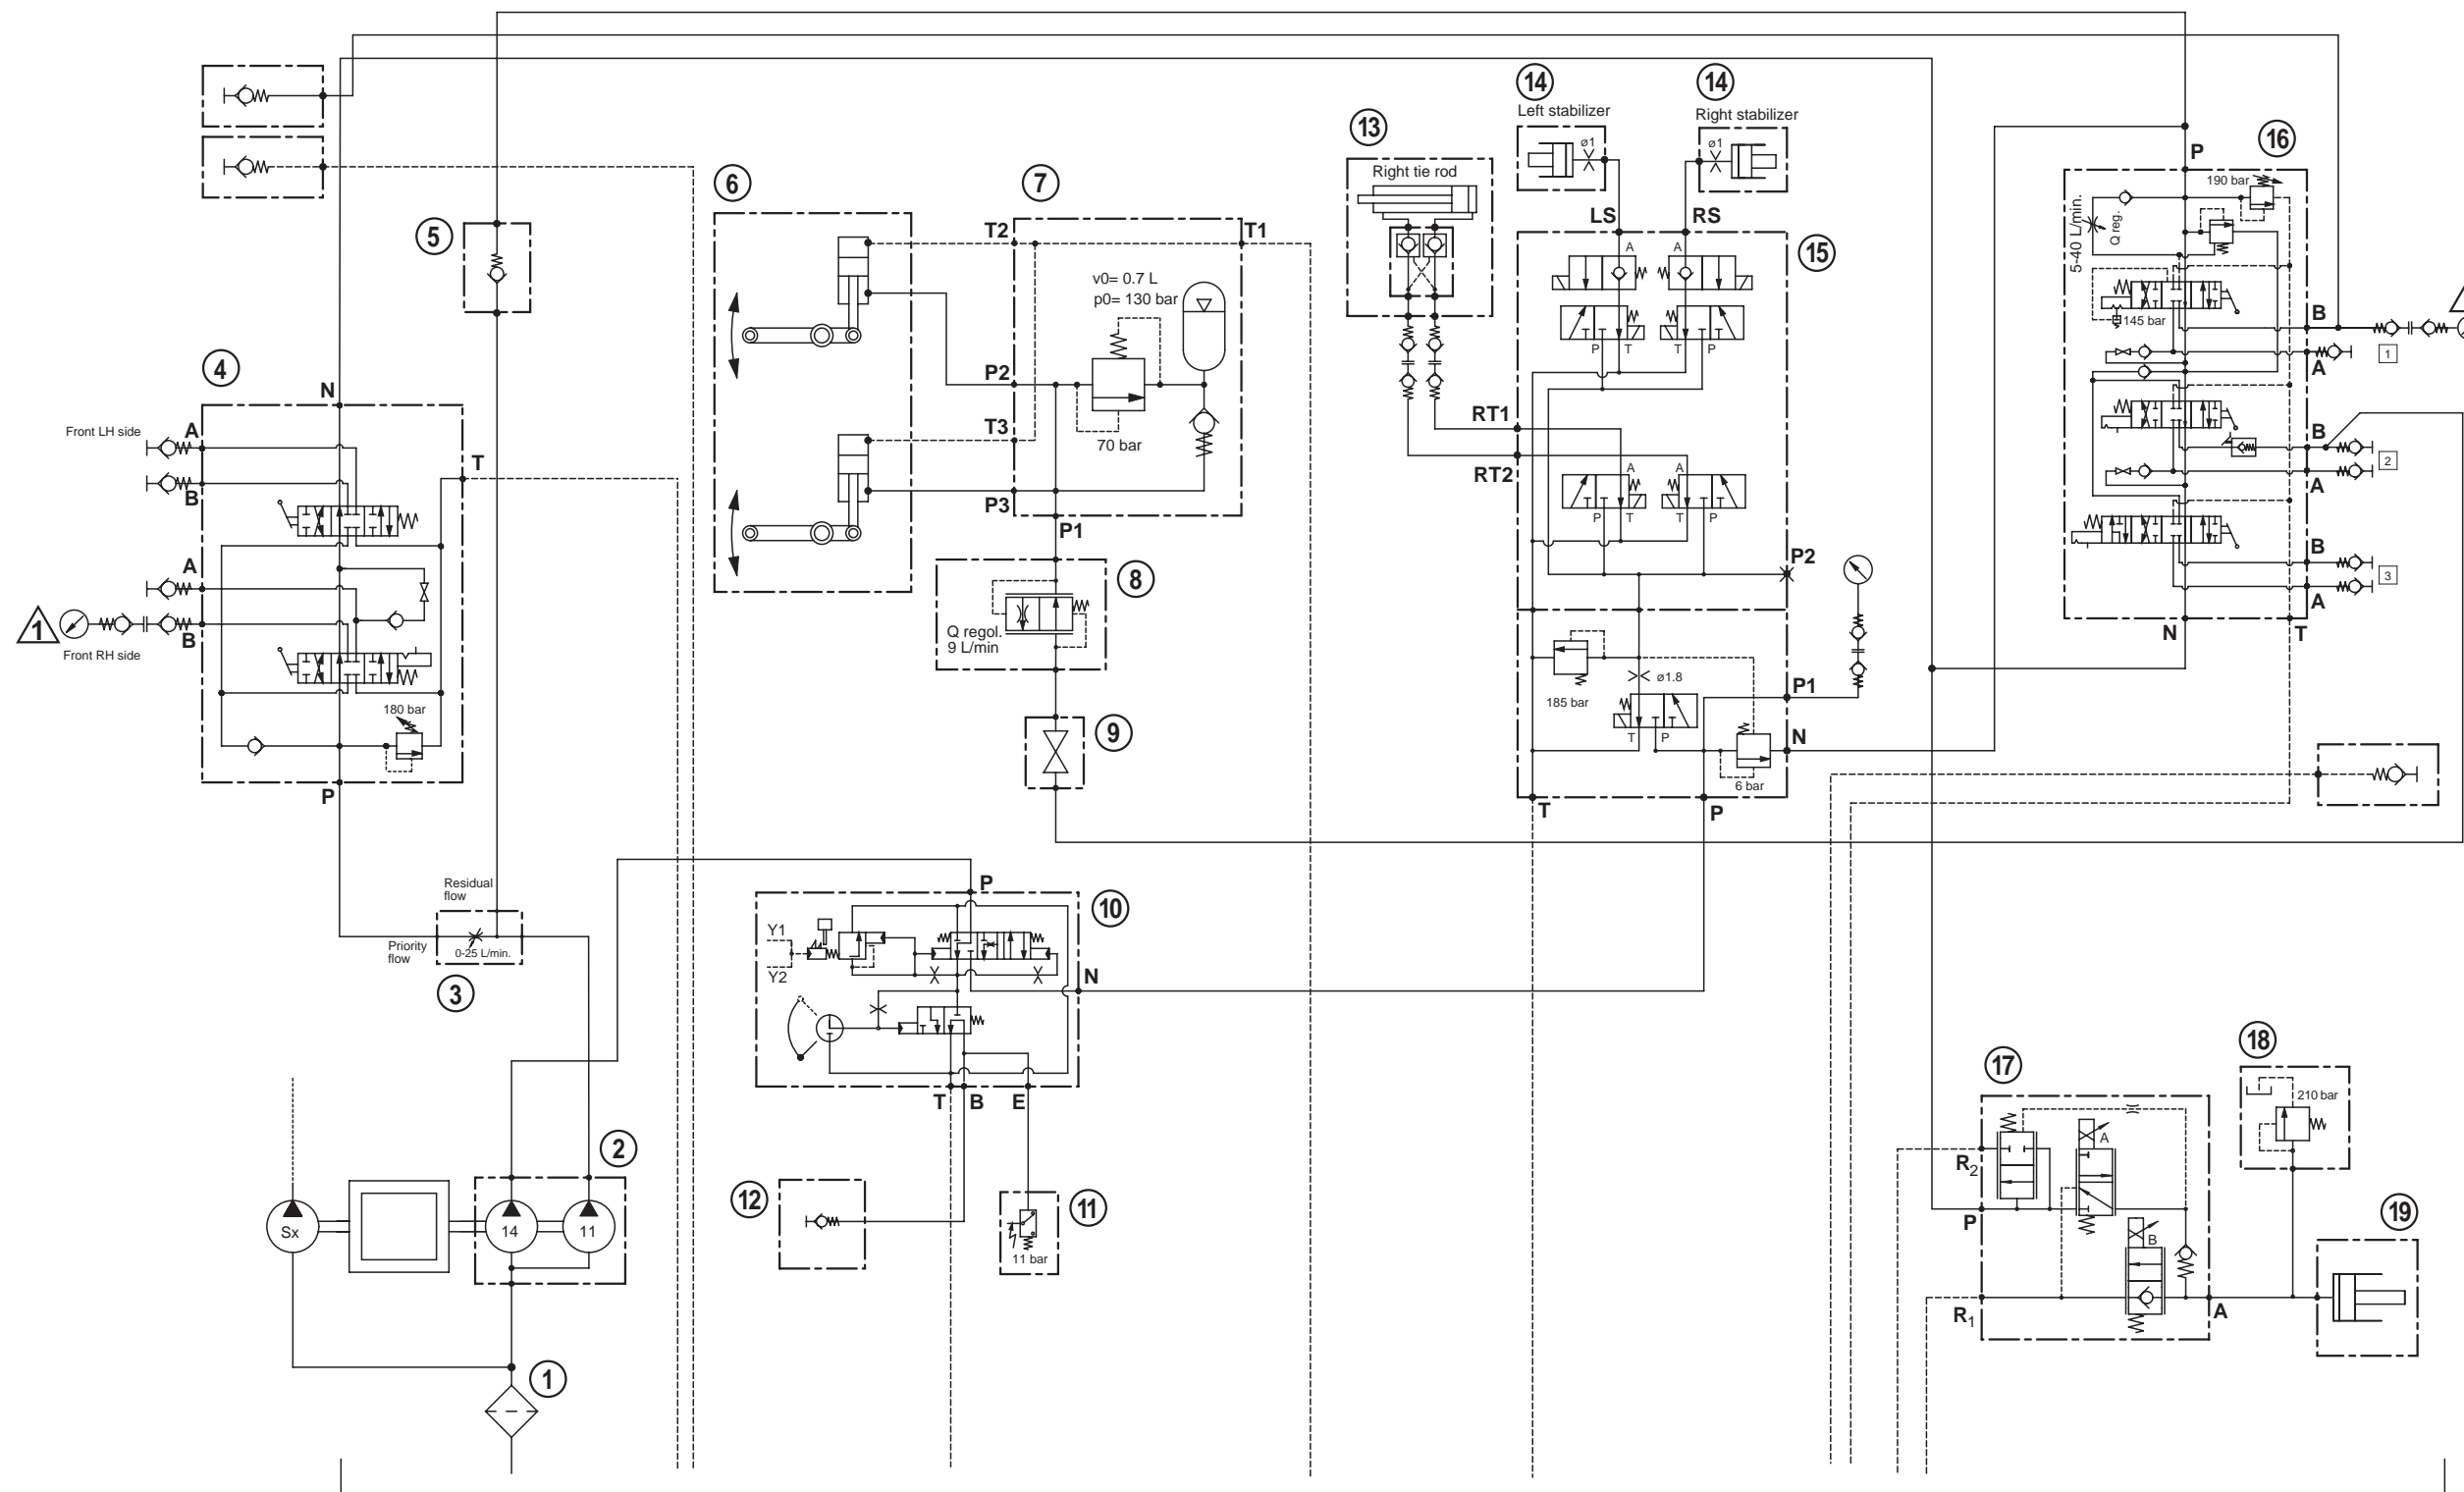 14
14
Left stabilizer
Right stabilizer
13
16
ø1
ø1
P
Right tie rod
6
7
190 bar
LS
RS
T2
T1
5
15
A
A
5-40 L/min.
Q reg.
v0= 0.7 L
p0= 130 bar
145 bar
B
1
P
T
T
P
4
A
N
P2
RT1
Front LH side
A
T3
70 bar
B
2
T
RT2
A
A
A
B
P3
P
T
T
P
P1
P2
B
A
8
3
A
1
B
Q regol.
9 L/min
N
T
Front RH side
ø1.8
P1
185 bar
180 bar
9
T
P
N
6 bar
P
T
P
Residual
flow
P
10
Y1
Priority
flow
0-25 L/min.
Y2
N
3
18
17
T
B
E
210 bar
2
A
R2
12
11
19
P
Sx
14
11
B
11 bar
R1
A
1